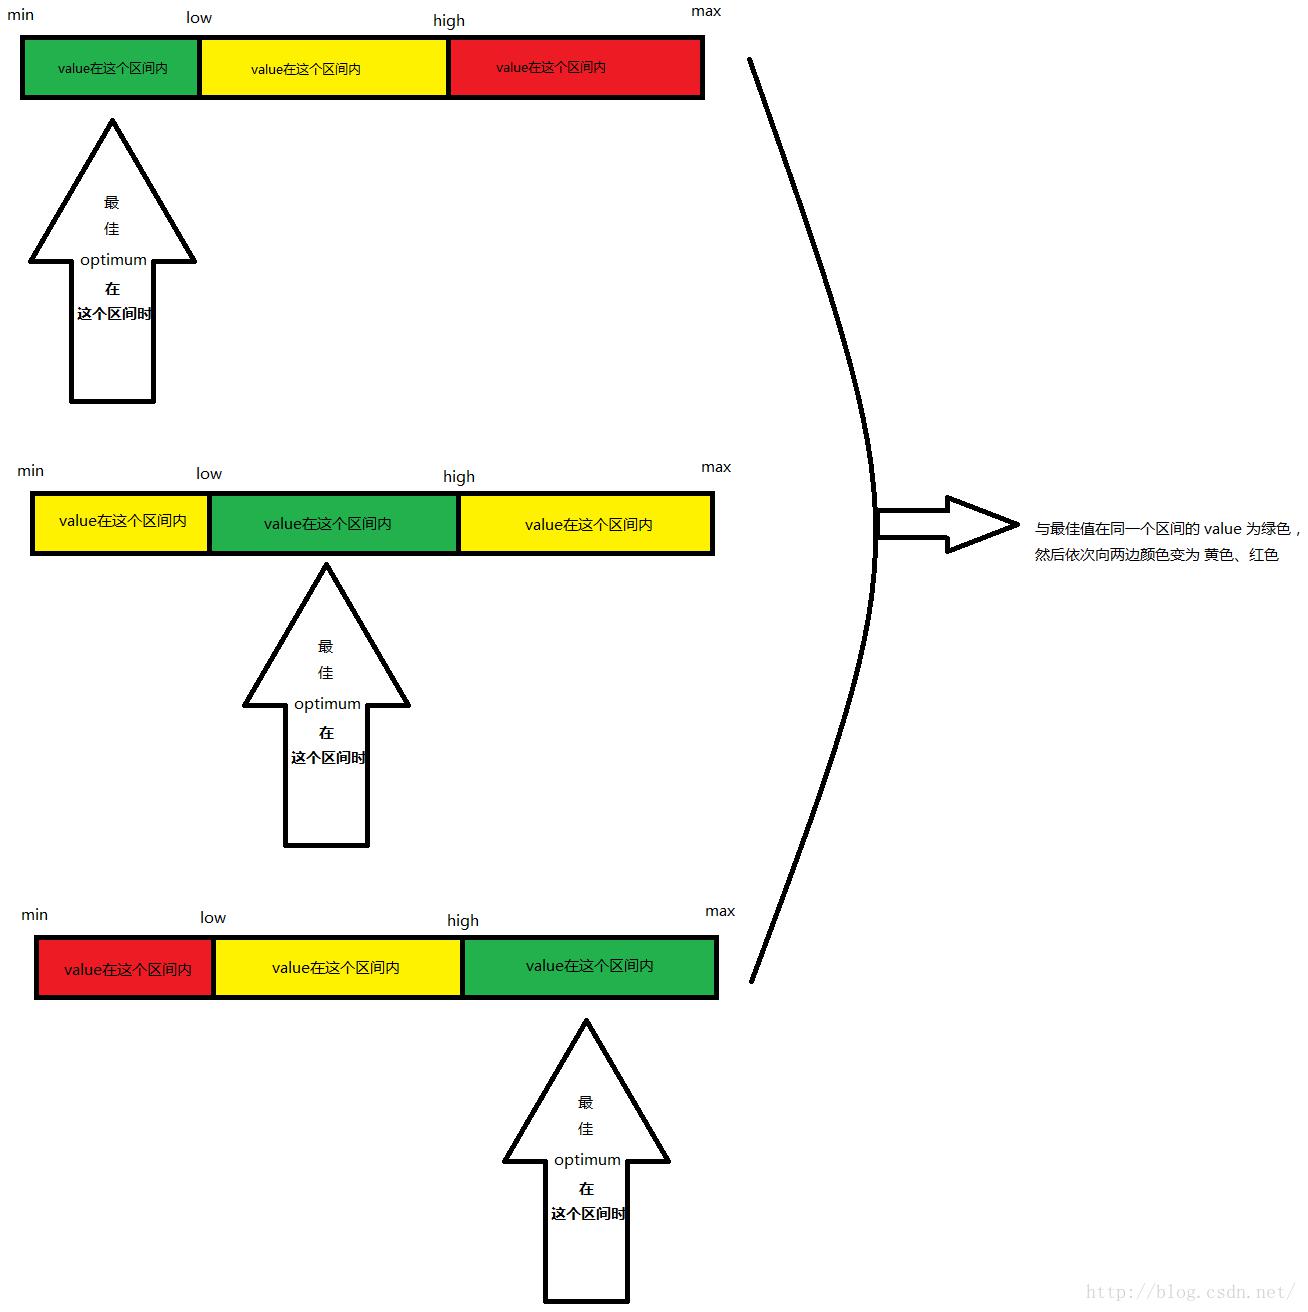 min low high max
value在这个区间内 value在这个区间内 value在这个区间内
最
佳
optimum
在
这个区间时
min low high max
value在这个区间内 value在这个区间内 value在这个区间内
最
佳
optimum
在
这个区间时
与最佳值在同一个区间的 value 为绿色，
然后依次向两边颜色变为 黄色、红色
min low high max
value在这个区间内 value在这个区间内 value在这个区间内
最
佳
optimum
在
这个区间时
http://blog.csdn.net/